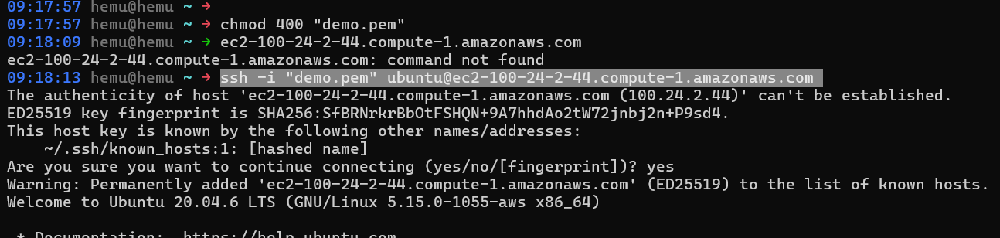 09:17:57 hemu@hemu ~ →
09:17:57 hemu@hemu ~ → chmod 400 "demo.pem"
09:18:09 hemu@hemu ~ → ec2-100-24-2-44.compute-1.amazonaws.com
ec2-100-24-2-44.compute-1.amazonaws.com: command not found
09:18:13 hemu@hemu ~ → ssh -i "demo.pem" ubuntu@ec2-100-24-2-44.compute-1.amazonaws.com
The authenticity of host 'ec2-100-24-2-44.compute-1.amazonaws.com (100.24.2.44)' can't be established.
ED25519 key fingerprint is SHA256:SfBRNrkrBbOtFSHQN+9A7hhdAo2tW72jnbj2n+P9sd4.
This host key is known by the following other names/addresses:
    ~/.ssh/known_hosts:1: [hashed name]
Are you sure you want to continue connecting (yes/no/[fingerprint])? yes
Warning: Permanently added 'ec2-100-24-2-44.compute-1.amazonaws.com' (ED25519) to the list of known hosts.
Welcome to Ubuntu 20.04.6 LTS (GNU/Linux 5.15.0-1055-aws x86_64)
* Documentation:  https://help.ubuntu.com